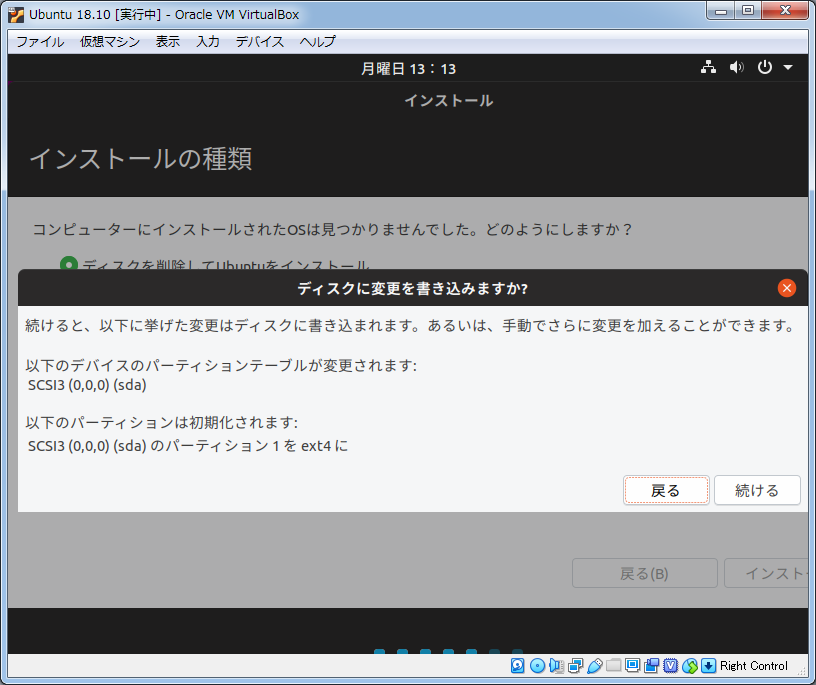 Ubuntu 18.10 [実行中] - Oracle VM VirtualBox
ファイル 仮想マシン 表示 入力 デバイス ヘルプ
月曜日 13：13
インストール
インストールの種類
コンピューターにインストールされたOSは見つかりませんでした。どのようにしますか？
ディスクを削除してUbuntuをインストール
ディスクに変更を書き込みますか?
続けると、以下に挙げた変更はディスクに書き込まれます。あるいは、手動でさらに変更を加えることができます。
以下のデバイスのパーティションテーブルが変更されます:
SCSI3 (0,0,0) (sda)
以下のパーティションは初期化されます:
SCSI3 (0,0,0) (sda) のパーティション 1 を ext4 に
戻る 続ける
戻る(B) インスト
Right Control